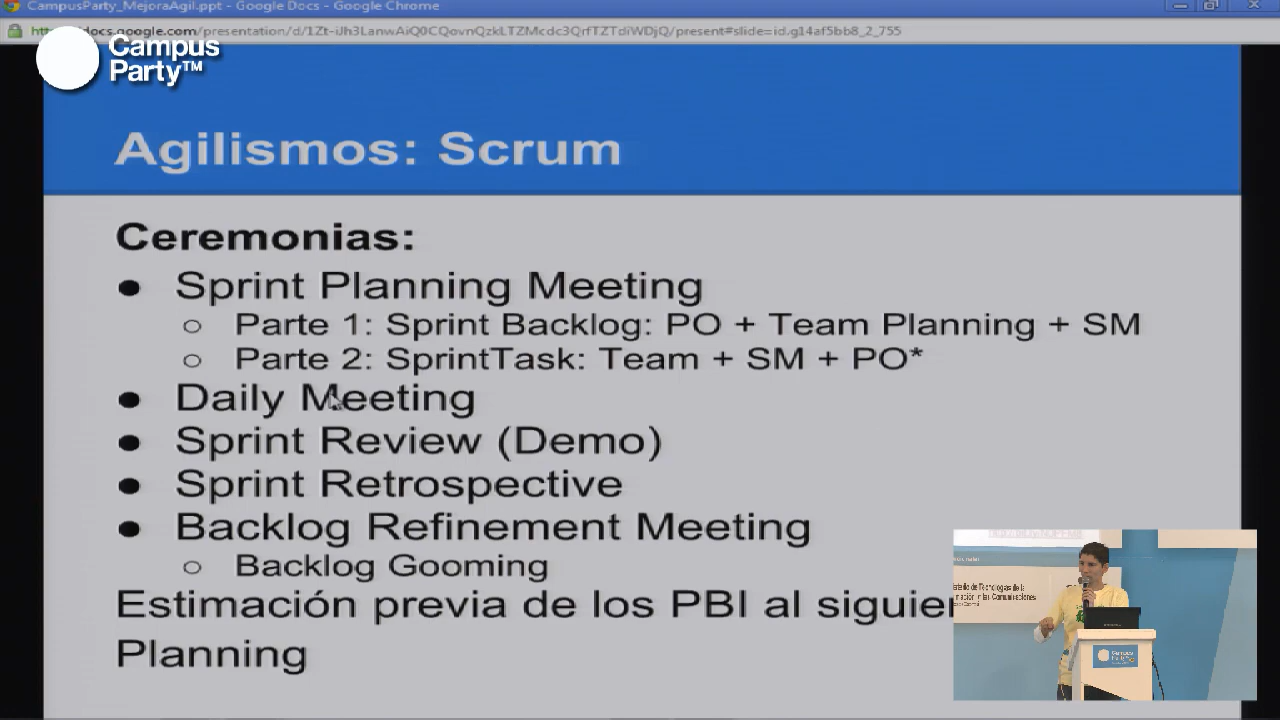 CampusParty_MejoraAgil.ppt - Google Docs - Google Chrome
Campus
Party™
Agilismos: Scrum
Ceremonias:
● Sprint Planning Meeting
○ Parte 1: Sprint Backlog: PO + Team Planning + SM
○ Parte 2: SprintTask: Team + SM + PO*
● Daily Meeting
● Sprint Review (Demo)
● Sprint Retrospective
● Backlog Refinement Meeting
○ Backlog Gooming
Estimación previa de los PBI al
Planning
Campus
Party